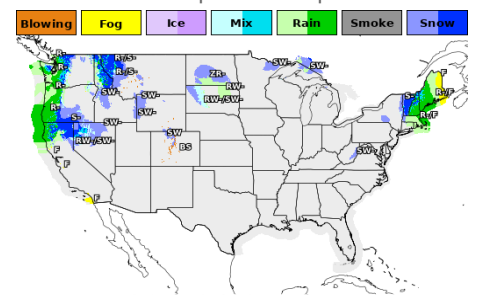 Blowing Fog Ice Mix Rain Smoke Snow
R-
R-/S-
SW-
SW-
F
R-
R-/S-
ZR-
R-
SW-
RW-
R-/F
SW-
RW-/SW-
S-
R-
SW-
R-/F
S-
SW-
SW
RW-/SW-
BS
SW-
F
F
F